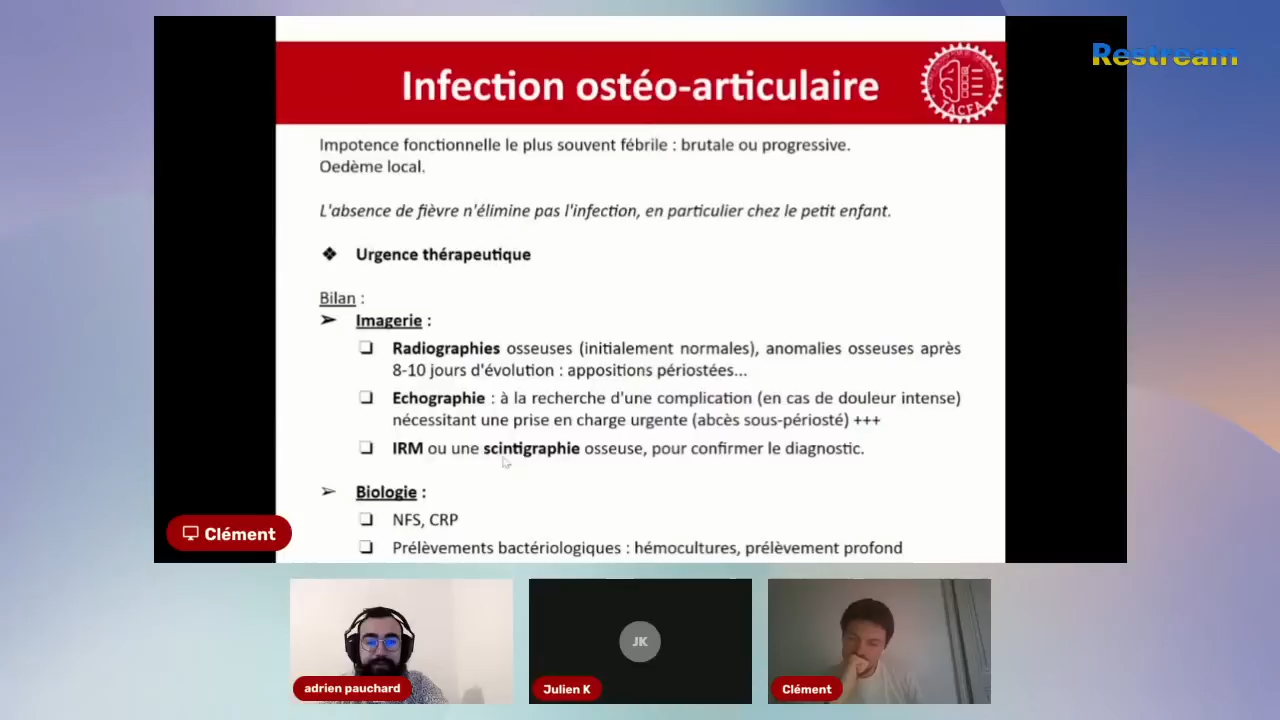 Restream
Infection ostéo-articulaire
TACFA
Impotence fonctionnelle le plus souvent fébrile : brutale ou progressive.
Oedème local.
L'absence de fièvre n'élimine pas l'infection, en particulier chez le petit enfant.
❖ Urgence thérapeutique
Bilan :
➤ Imagerie :
❏ Radiographies osseuses (initialement normales), anomalies osseuses après
8-10 jours d'évolution : appositions périostées...
❏ Echographie : à la recherche d'une complication (en cas de douleur intense)
nécessitant une prise en charge urgente (abcès sous-périosté) +++
❏ IRM ou une scintigraphie osseuse, pour confirmer le diagnostic.
➢ Biologie :
❏ NFS, CRP
❏ Prélèvements bactériologiques : hémocultures, prélèvement profond
Clément
JK
adrien pauchard
Julien K
Clément